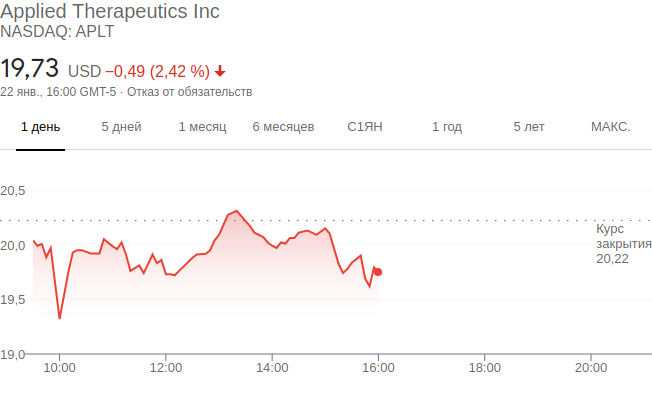 Applied Therapeutics Inc
NASDAQ: APLT
19,73 USD −0,49 (2,42 %)
22 янв., 16:00 GMT-5 · Отказ от обязательств
1 день 5 дней 1 месяц 6 месяцев С1ЯН 1 год 5 лет МАКС.
20,5
Курс
закрытия
20,22
20,0
19,5
19,0
10:00 12:00 14:00 16:00 18:00 20:00